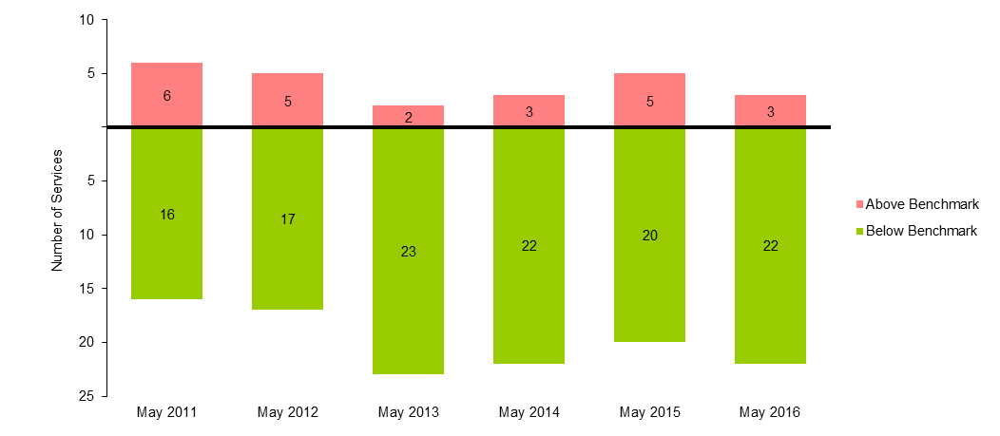 10
5
5
10
15
20
25
Number of Services
6
5
2
3
5
3
16
17
23
22
20
22
Above Benchmark
Below Benchmark
May 2011
May 2012
May 2013
May 2014
May 2015
May 2016